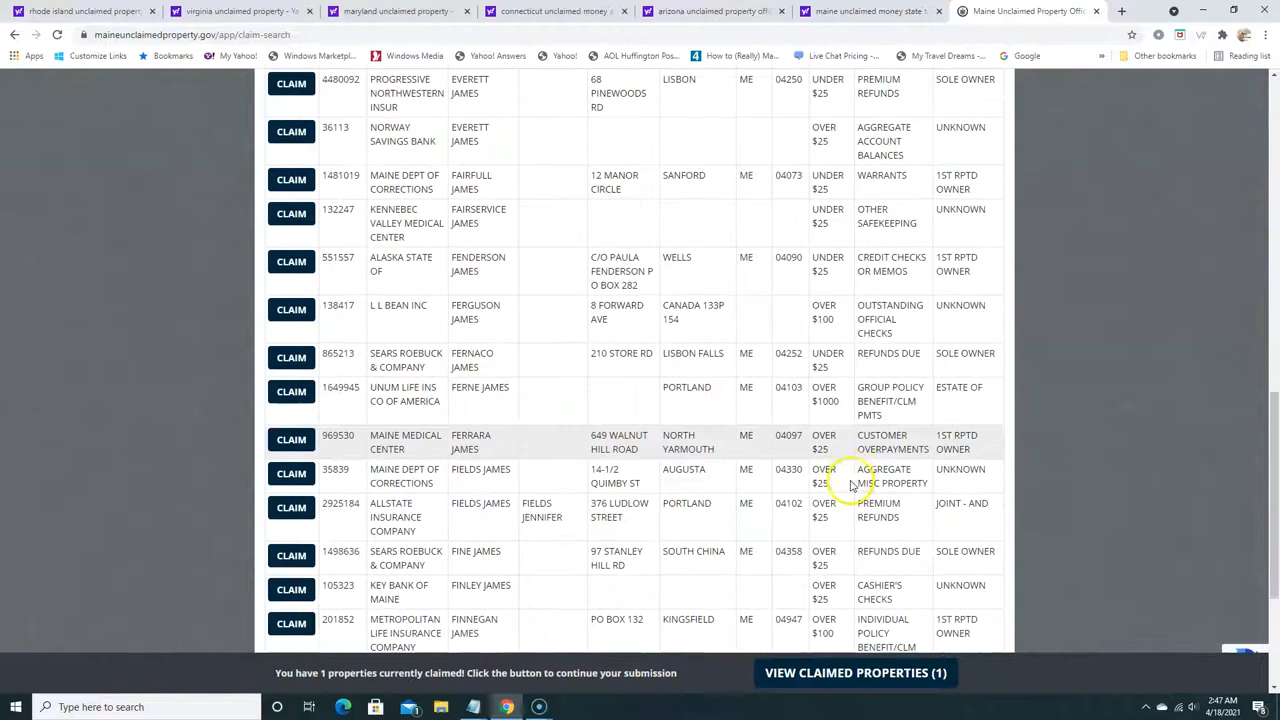 rhode island unclaimed property
virginia unclaimed property - Ya
maryland unclaimed property -
connecticut unclaimed money a
arizona unclaimed property offi
maine unclaimed money state t
Maine Unclaimed Property Offic
maineunclaimedproperty.gov/app/claim-search
Apps Customize Links Bookmarks My Yahoo! Windows Marketpl... Windows Media Yahoo! Answers Yahoo! AOL Huffington Pos... How to (Really) Ma... Live Chat Pricing -... My Travel Dreams -... Google » Other bookmarks Reading list
CLAIM 4480092 PROGRESSIVE EVERETT 68 LISBON ME 04250 UNDER PREMIUM SOLE OWNER
NORTHWESTERN JAMES PINEWOODS $25 REFUNDS
INSUR RD
CLAIM 36113 NORWAY EVERETT OVER AGGREGATE UNKNOWN
SAVINGS BANK JAMES $25 ACCOUNT
BALANCES
CLAIM 1481019 MAINE DEPT OF FAIRFULL 12 MANOR SANFORD ME 04073 UNDER WARRANTS 1ST RPTD
CORRECTIONS JAMES CIRCLE $25 OWNER
CLAIM 132247 KENNEBEC FAIRSERVICE UNDER OTHER UNKNOWN
VALLEY MEDICAL JAMES $25 SAFEKEEPING
CENTER
CLAIM 551557 ALASKA STATE FENDERSON C/O PAULA WELLS ME 04090 UNDER CREDIT CHECKS 1ST RPTD
OF JAMES FENDERSON P $25 OR MEMOS OWNER
O BOX 282
CLAIM 138417 L L BEAN INC FERGUSON 8 FORWARD CANADA 133P OVER OUTSTANDING UNKNOWN
JAMES AVE 154 $100 OFFICIAL
CHECKS
CLAIM 865213 SEARS ROEBUCK FERNACO 210 STORE RD LISBON FALLS ME 04252 UNDER REFUNDS DUE SOLE OWNER
& COMPANY JAMES $25
CLAIM 1649945 UNUM LIFE INS FERNE JAMES PORTLAND ME 04103 OVER GROUP POLICY ESTATE OF
CO OF AMERICA $1000 BENEFIT/CLM
PMTS
CLAIM 969530 MAINE MEDICAL FERRARA 649 WALNUT NORTH ME 04097 OVER CUSTOMER 1ST RPTD
CENTER JAMES HILL ROAD YARMOUTH $25 OVERPAYMENTS OWNER
CLAIM 35839 MAINE DEPT OF FIELDS JAMES 14-1/2 AUGUSTA ME 04330 OVER AGGREGATE UNKNOWN
CORRECTIONS QUIMBY ST $25 MISC PROPERTY
CLAIM 2925184 ALLSTATE FIELDS JAMES FIELDS 376 LUDLOW PORTLAND ME 04102 OVER PREMIUM JOINT - AND
INSURANCE JENNIFER STREET $25 REFUNDS
COMPANY
CLAIM 1498636 SEARS ROEBUCK FINE JAMES 97 STANLEY SOUTH CHINA ME 04358 OVER REFUNDS DUE SOLE OWNER
& COMPANY HILL RD $25
CLAIM 105323 KEY BANK OF FINLEY JAMES OVER CASHIER'S UNKNOWN
MAINE $25 CHECKS
CLAIM 201852 METROPOLITAN FINNEGAN PO BOX 132 KINGSFIELD ME 04947 OVER INDIVIDUAL 1ST RPTD
LIFE INSURANCE JAMES $100 POLICY OWNER
COMPANY BENEFIT/CLM
You have 1 properties currently claimed! Click the button to continue your submission VIEW CLAIMED PROPERTIES (1)
Type here to search
2:47 AM
4/18/2021